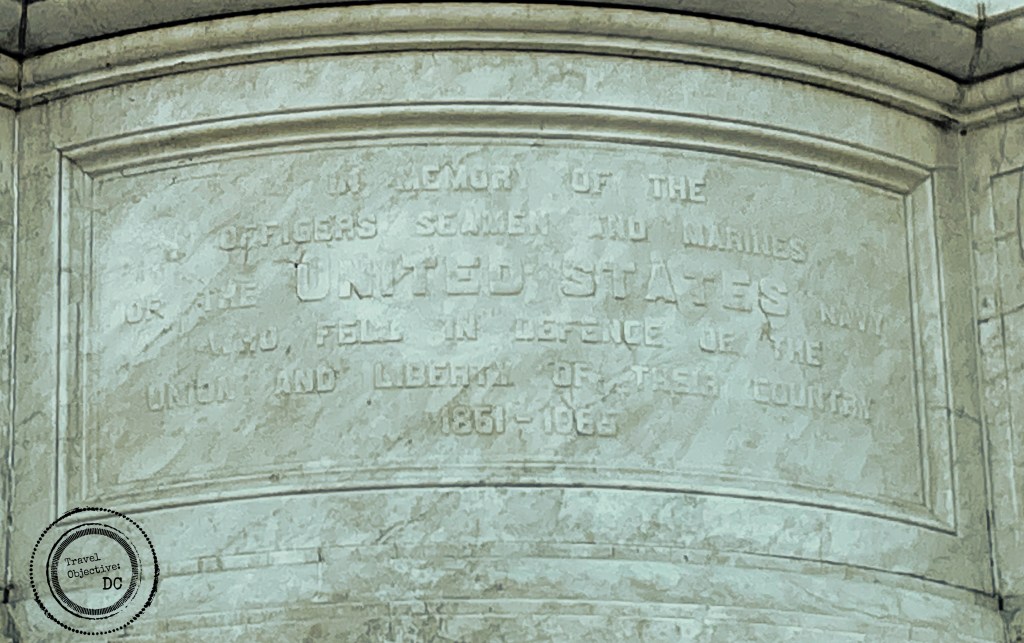 IN MEMORY OF THE
OFFICERS SEAMEN AND MARINES
OF THE UNITED STATES NAVY
WHO FELL IN DEFENCE OF THE
UNION AND LIBERTY OF THEIR COUNTRY
1861-1865
Travel
Objective:
DC